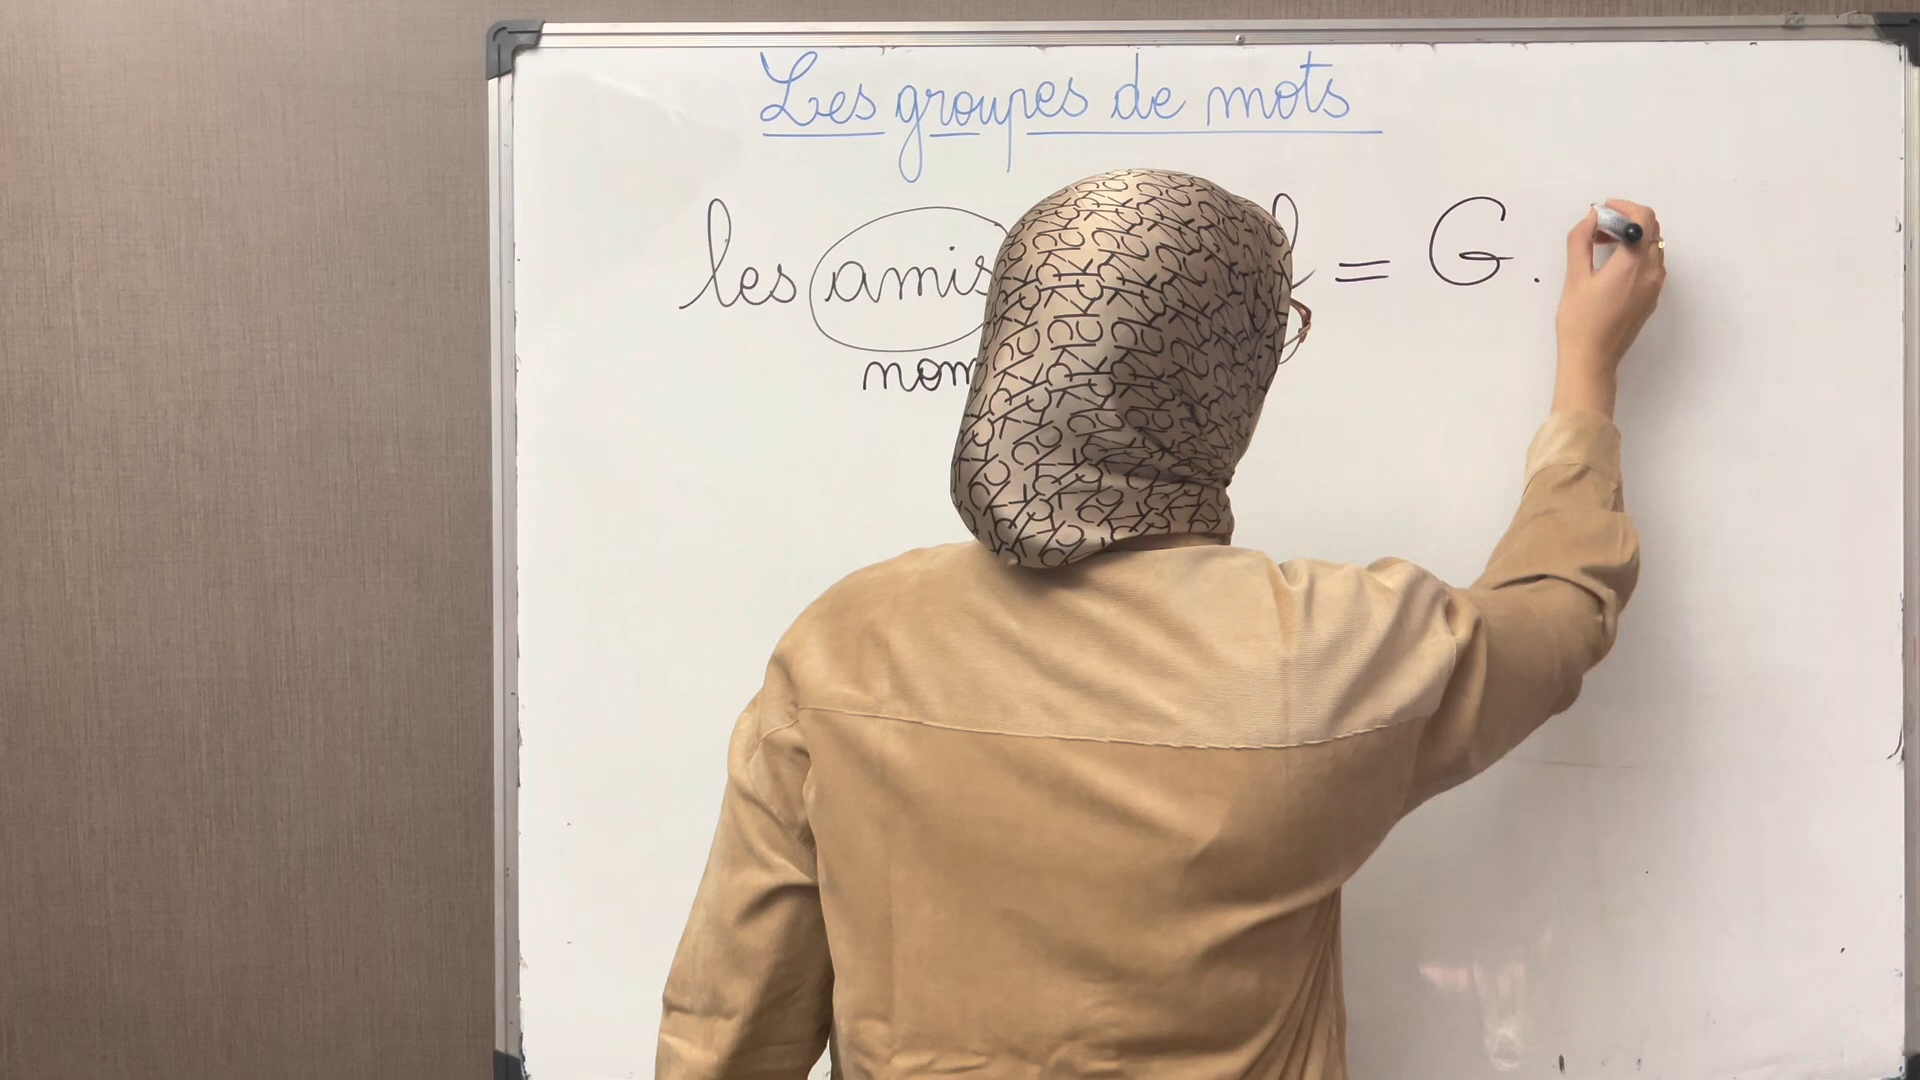 Les groupes de mots
les amis = G.
nom